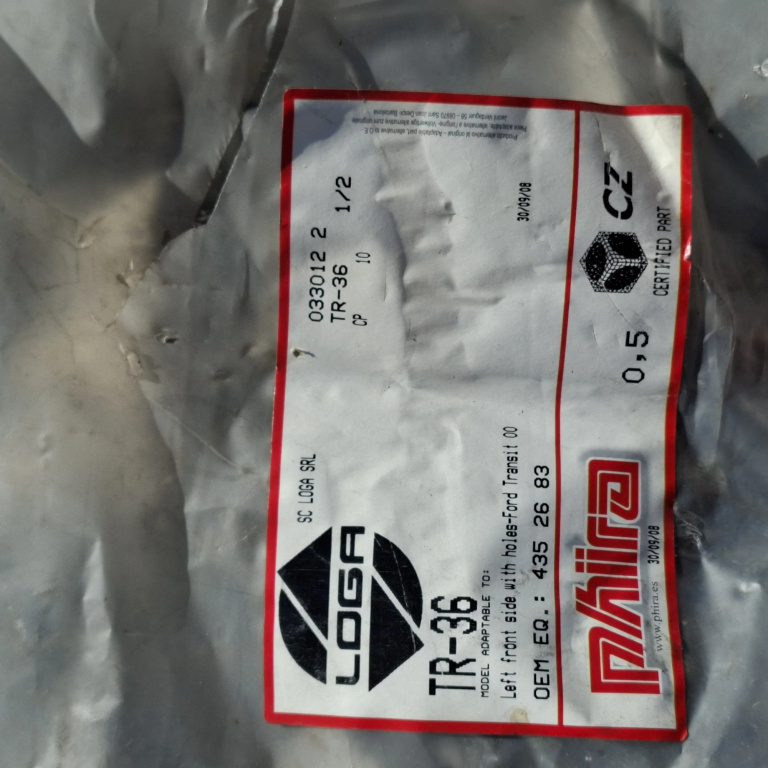 SC LOGA SRL
LOGA
033012 2
TR-36 1/2
CP 10
TR-36
MODEL ADAPTABLE TO:
Left front side with holes-Ford Transit 00
30/09/08
OEM EQ.: 435 26 83
phira
www.phira.es 30/09/08
0,5
CZ
CERTIFIED PART